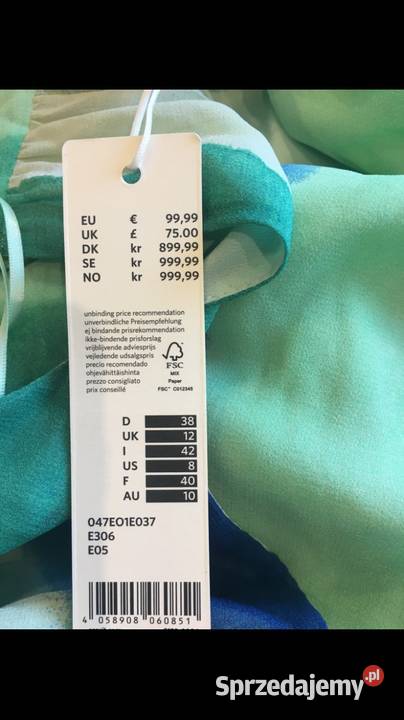 EU € 99,99
UK £ 75.00
DK kr 899,99
SE kr 999,99
NO kr 999,99
unbinding price recommendation
unverbindliche Preisempfehlung
ej bindande prisrekommendation
ikke-bindende prisforslag
vrijblijvende adviesprijs
vejledende udsalgspris
precio recomendado
ohjevähittäishinta
prezzo consigliato
prix conseillé
FSC
MIX
Paper
FSC™ C012345
D 38
UK 12
I 42
US 8
F 40
AU 10
047EO1E037
E306
E05
4 058908 060851
Sprzedajemy.pl